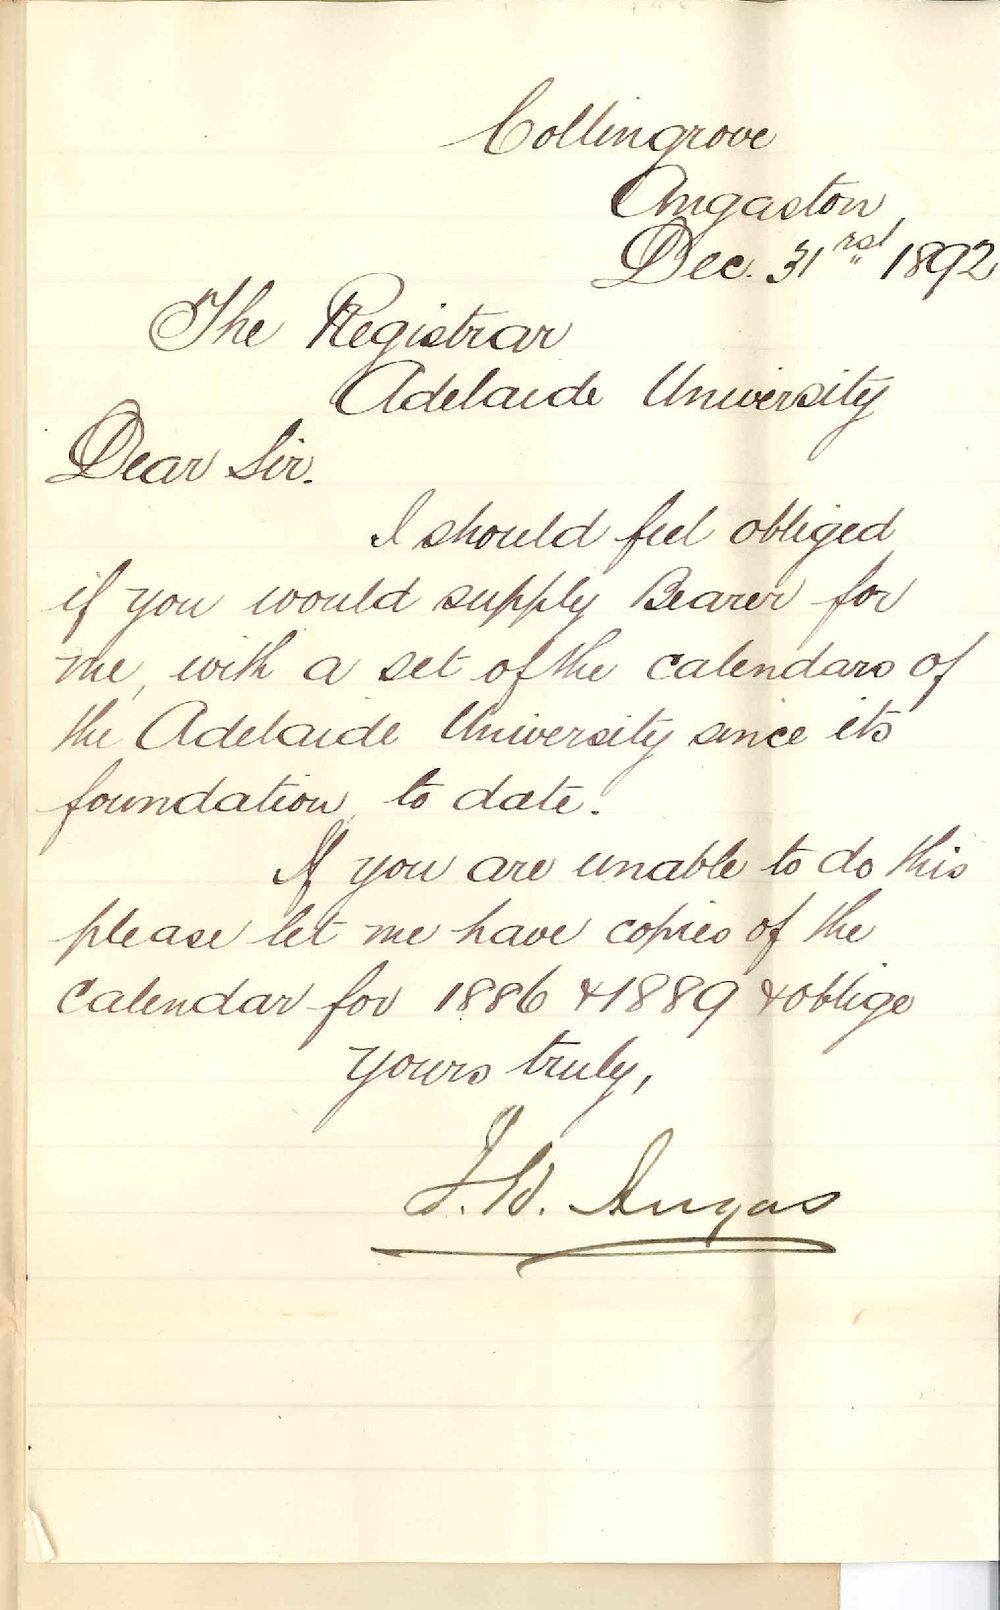 Collingrove
Angaston
Dec. 31rst 1892
The Registrar
Adelaide University
Dear Sir.
I should feel obliged
if you would supply Bearer for
me, with a set of the calendars of
the Adelaide University since its
foundation, to date.
If you are unable to do this
please let me have copies of the
Calendar for 1886 & 1889 & oblige
yours truly,
J. H. Angas